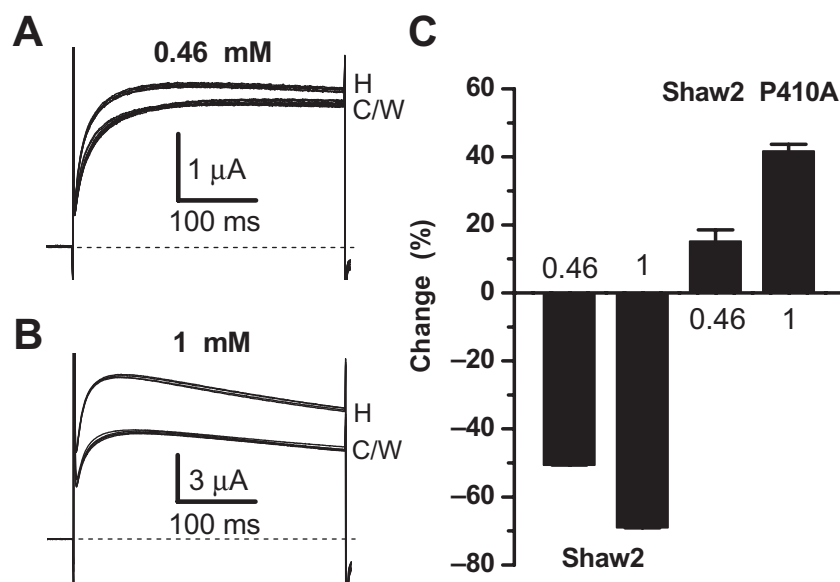 A
0.46 mM
H
C/W
1 μA
100 ms
B
1 mM
H
C/W
3 μA
100 ms
C
Change (%)
60
40
20
0
–20
–40
–60
–80
Shaw2 P410A
0.46
1
0.46
1
Shaw2